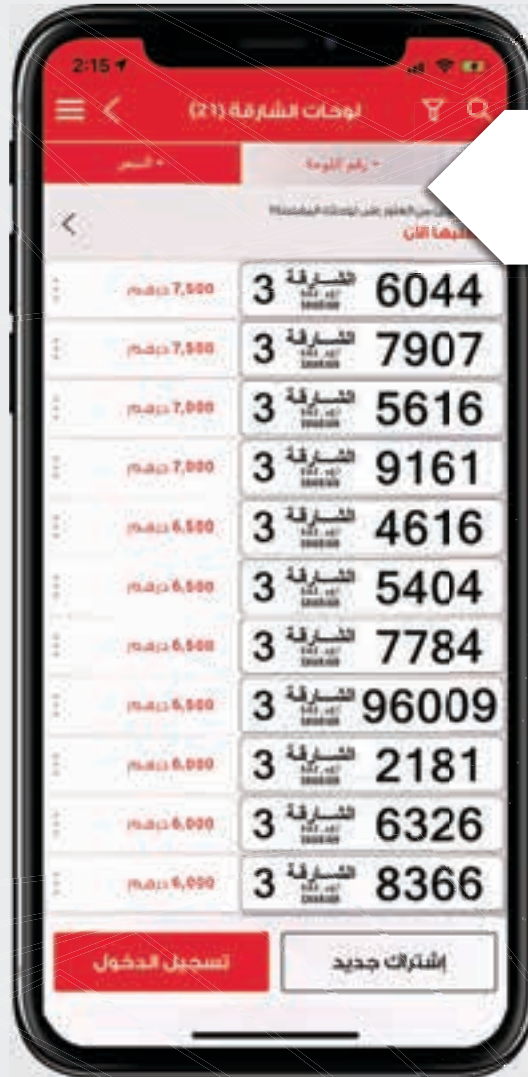 2:15
لوحات الشارقة (21)
رقم اللوحة
السعر
الآن
3 الشارقة 6044
7,500 درهم
3 الشارقة 7907
7,500 درهم
3 الشارقة 5616
7,000 درهم
3 الشارقة 9161
7,000 درهم
3 الشارقة 4616
6,500 درهم
3 الشارقة 5404
6,500 درهم
3 الشارقة 7784
6,500 درهم
3 الشارقة 96009
6,500 درهم
3 الشارقة 2181
6,000 درهم
3 الشارقة 6326
6,000 درهم
3 الشارقة 8366
6,000 درهم
إشتراك جديد
تسجيل الدخول